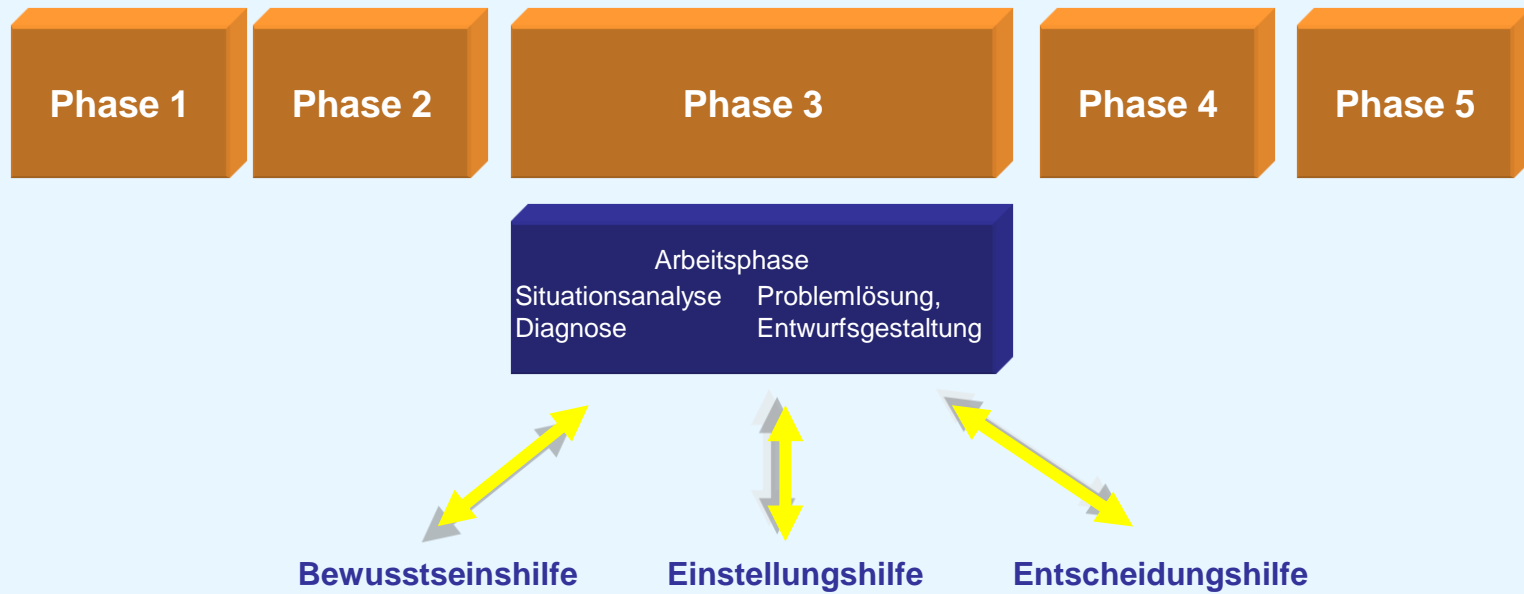 Phase 1 Phase 2 Phase 3 Phase 4 Phase 5
Arbeitsphase
Situationsanalyse Problemlösung,
Diagnose Entwurfsgestaltung
Bewusstseinshilfe Einstellungshilfe Entscheidungshilfe